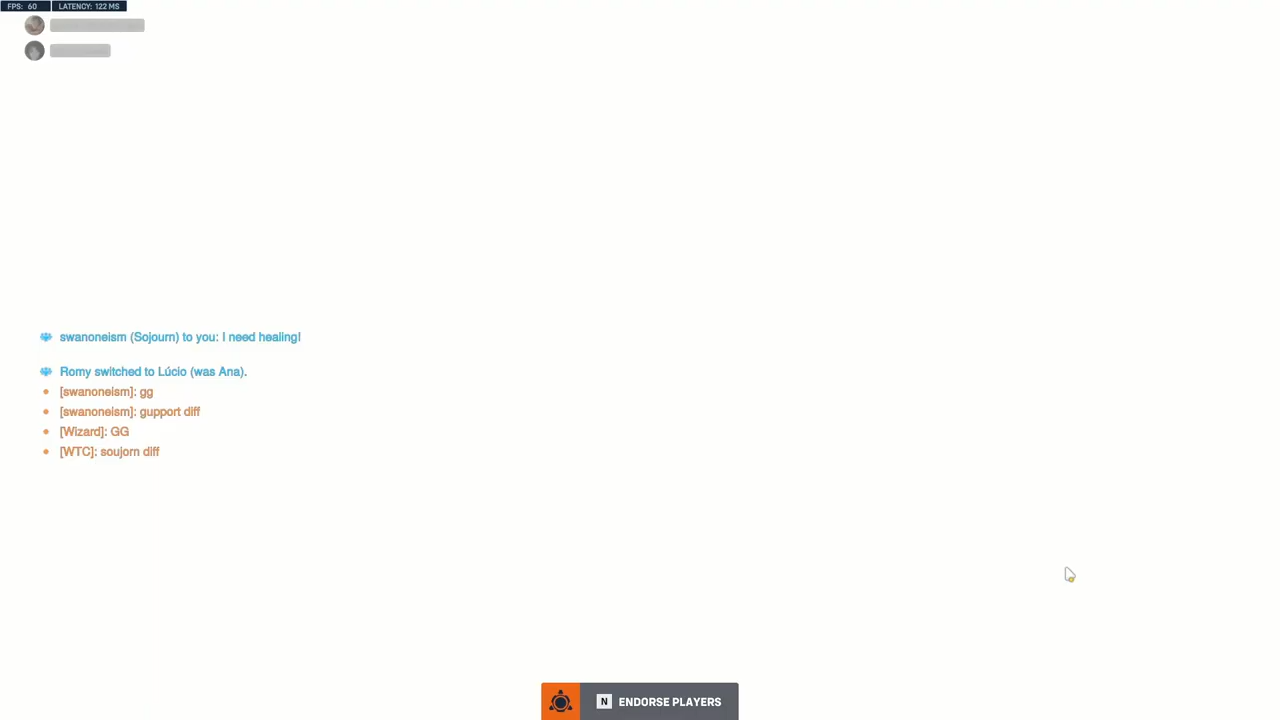 FPS: 60 LATENCY: 122 MS
swanoneism (Sojourn) to you: I need healing!
Romy switched to Lúcio (was Ana).
[swanoneism]: gg
[swanoneism]: gupport diff
[Wizard]: GG
[WTC]: soujorn diff
N ENDORSE PLAYERS